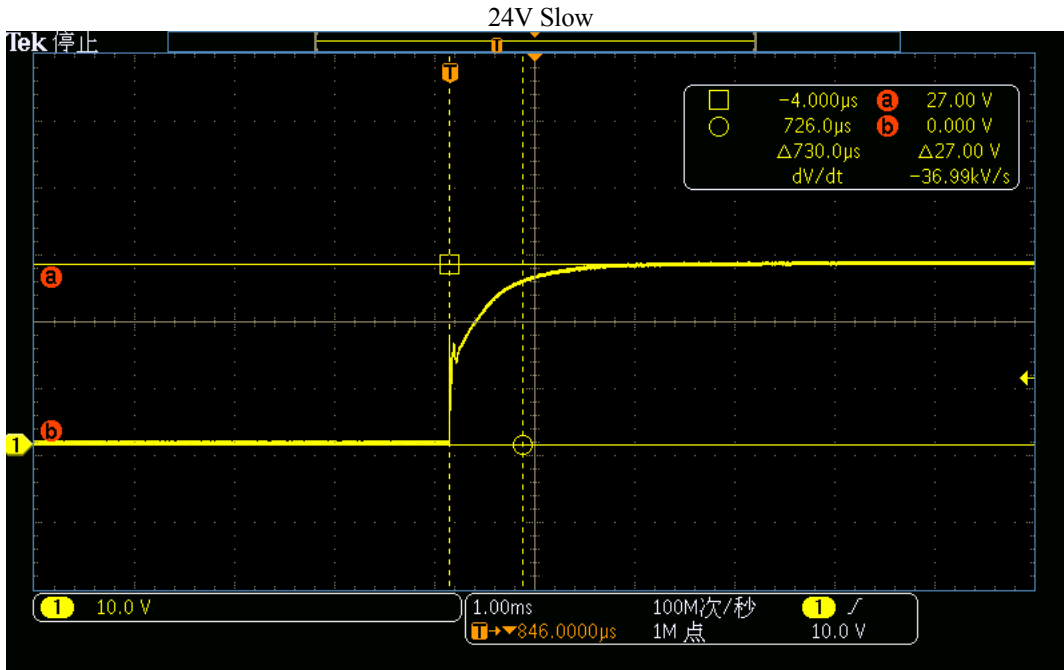 24V Slow
Tek 停止
T
T
-4.000µs a 27.00 V
726.0µs b 0.000 V
△730.0µs △27.00 V
dV/dt -36.99kV/s
a
b
1
1 10.0 V
1.00ms 100M次/秒 1
T→▼846.0000µs 1M 点 10.0 V